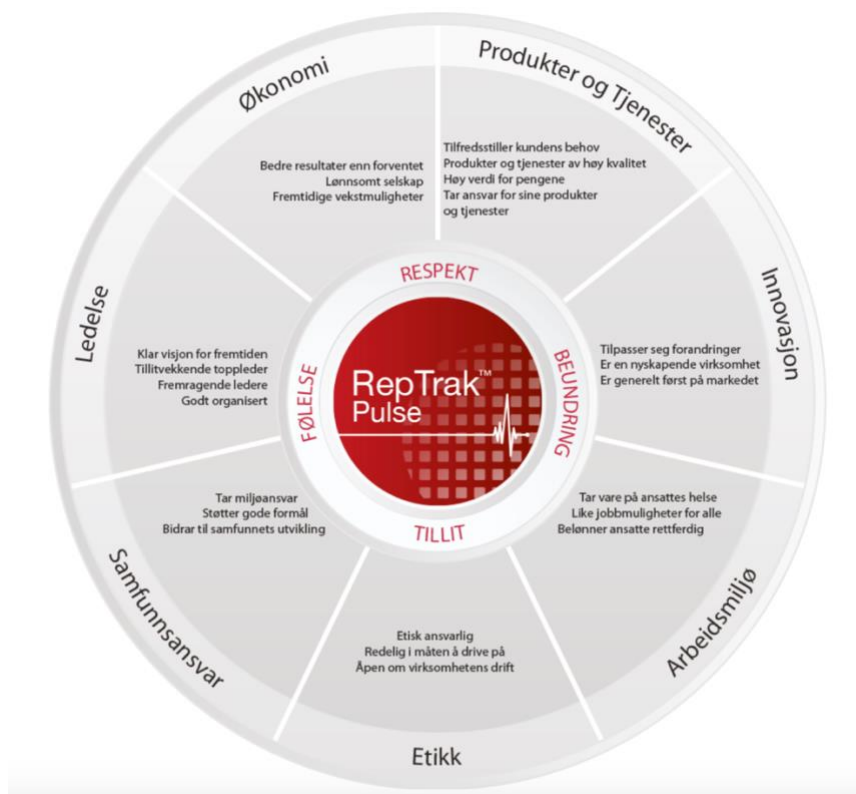 Økonomi
Bedre resultater enn forventet
Lønnsomt selskap
Fremtidige vekstmuligheter
Produkter og Tjenester
Tilfredsstiller kundens behov
Produkter og tjenester av høy kvalitet
Høy verdi for pengene
Tar ansvar for sine produkter
og tjenester
Innovasjon
Tilpasser seg forandringer
Er en nyskapende virksomhet
Er generelt først på markedet
Arbeidsmiljø
Tar vare på ansattes helse
Like jobbmuligheter for alle
Belønner ansatte rettferdig
Etikk
Etisk ansvarlig
Redelig i måten å drive på
Åpen om virksomhetens drift
Samfunnsansvar
Tar miljøansvar
Støtter gode formål
Bidrar til samfunnets utvikling
Ledelse
Klar visjon for fremtiden
Tillitvekkende toppleder
Fremragende ledere
Godt organisert
RESPEKT
BEUNDRING
TILLIT
FØLELSE
RepTrak™
Pulse